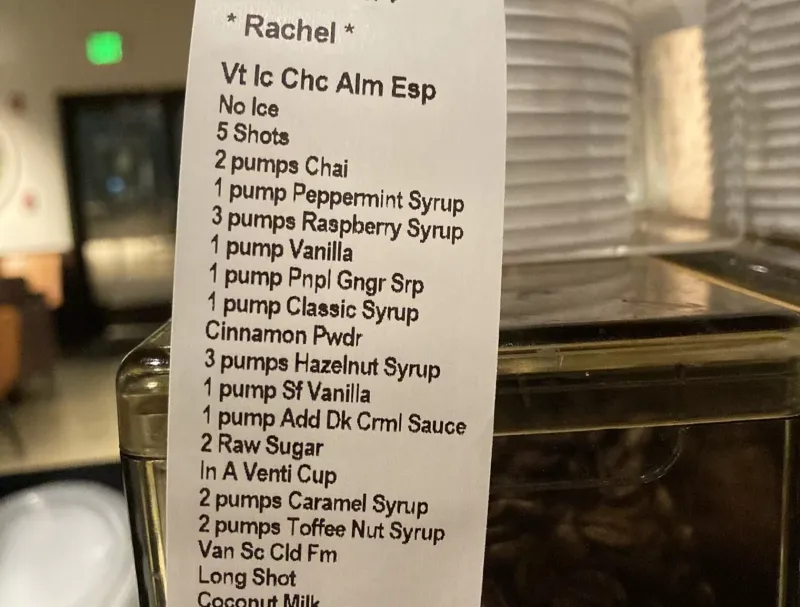 * Rachel *
Vt Ic Chc Alm Esp
No Ice
5 Shots
2 pumps Chai
1 pump Peppermint Syrup
3 pumps Raspberry Syrup
1 pump Vanilla
1 pump Pnpl Gngr Srp
1 pump Classic Syrup
Cinnamon Pwdr
3 pumps Hazelnut Syrup
1 pump Sf Vanilla
1 pump Add Dk Crml Sauce
2 Raw Sugar
In A Venti Cup
2 pumps Caramel Syrup
2 pumps Toffee Nut Syrup
Van Sc Cld Fm
Long Shot
Coconut Milk